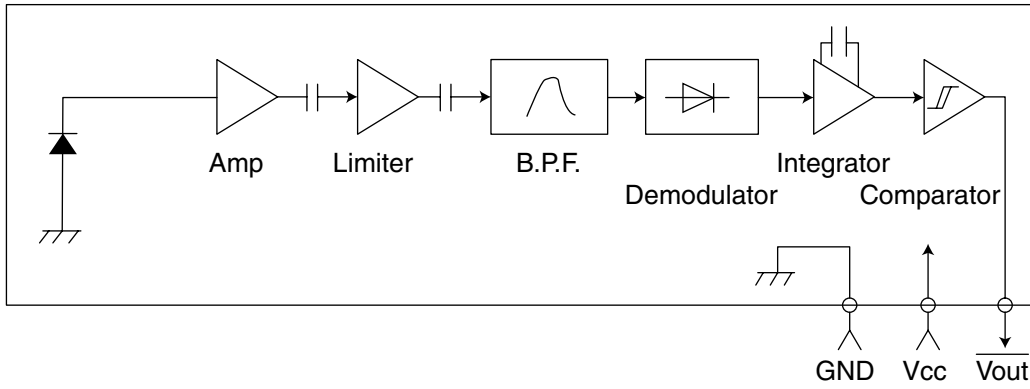 Amp
Limiter
B.P.F.
Integrator
Demodulator
Comparator
GND
Vcc
Vout